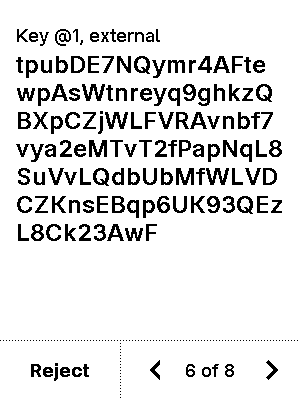 Key @1, external
tpubDE7NQymr4AFte
wpAsWtnreyq9ghkzQ
BXpCZjWLFVRAvnbf7
vya2eMTvT2fPapNqL8
SuVvLQdbUbMfWLVD
CZKnsEBqp6UK93QEz
L8Ck23AwF
Reject
6 of 8